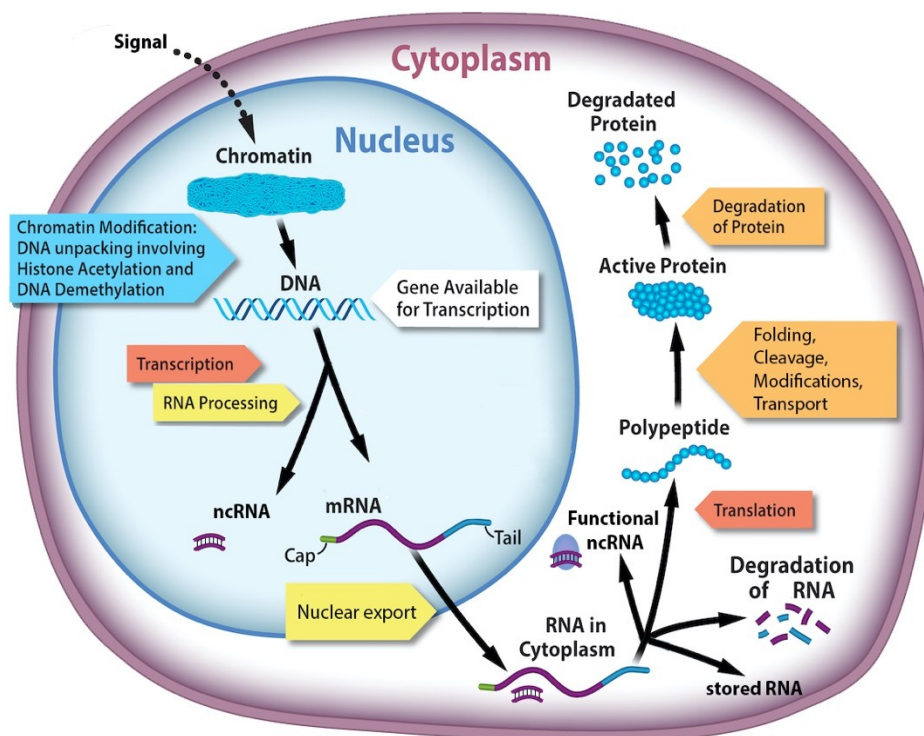 Signal
Cytoplasm
Nucleus
Chromatin
Chromatin Modification:
DNA unpacking involving
Histone Acetylation and
DNA Demethylation
DNA
Gene Available
for Transcription
Transcription
RNA Processing
ncRNA
mRNA
Cap
Tail
Nuclear export
RNA in
Cytoplasm
Functional
ncRNA
Degradation
of RNA
stored RNA
Translation
Polypeptide
Folding,
Cleavage,
Modifications,
Transport
Active Protein
Degradation
of Protein
Degraded
Protein